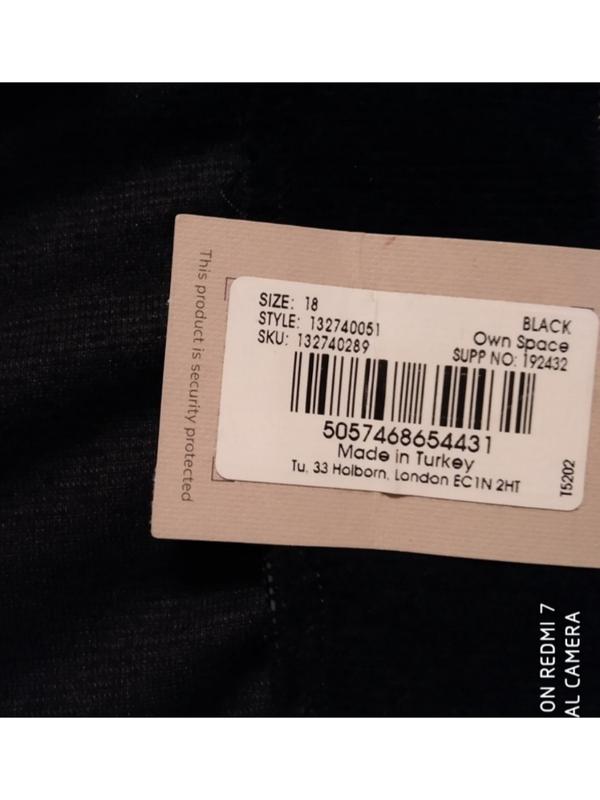 This product is security protected
SIZE: 18
STYLE: 132740051
SKU: 132740289
BLACK
Own Space
SUPP NO: 192432
5057468654431
Made in Turkey
Tu, 33 Holborn, London EC1N 2HT
T5202
ON REDMI 7
AL CAMERA